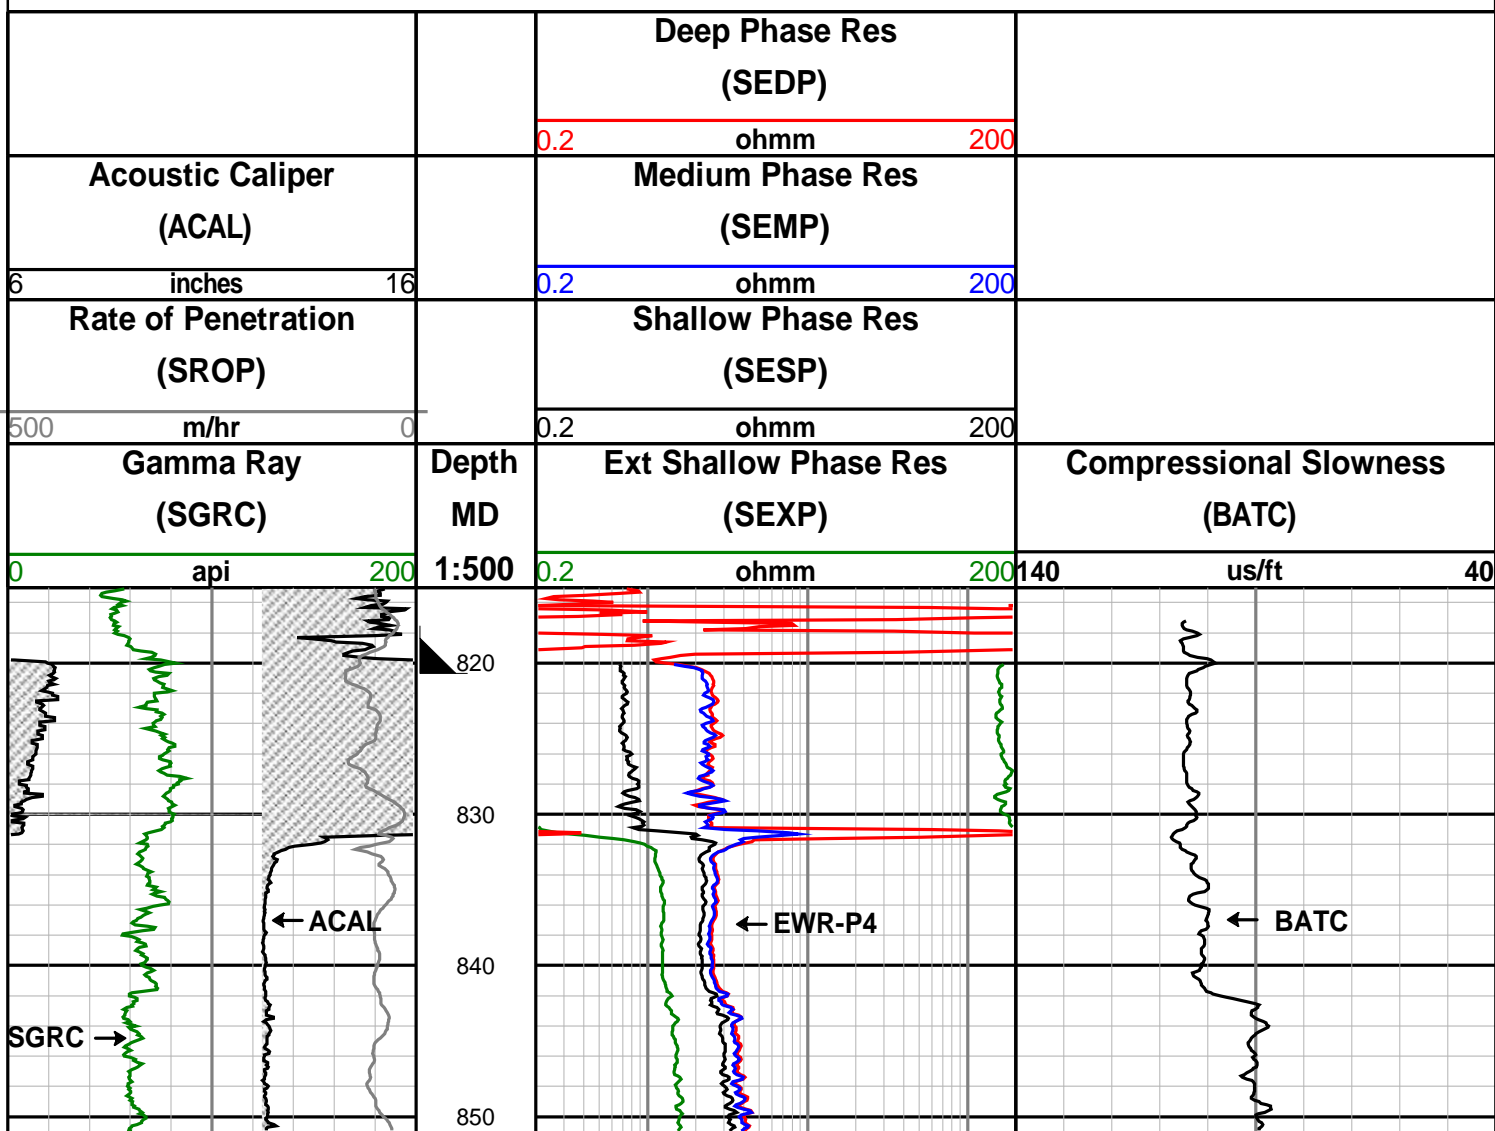 Deep Phase Res
(SEDP)
0.2 ohmm 200
Acoustic Caliper
(ACAL)
6 inches 16
Medium Phase Res
(SEMP)
0.2 ohmm 200
Rate of Penetration
(SROP)
500 m/hr 0
Shallow Phase Res
(SESP)
0.2 ohmm 200
Gamma Ray
(SGRC)
0 api 200
Depth
MD
1:500
Ext Shallow Phase Res
(SEXP)
0.2 ohmm 200
Compressional Slowness
(BATC)
140 us/ft 40
820
830
ACAL
EWR-P4
BATC
840
SGRC
850